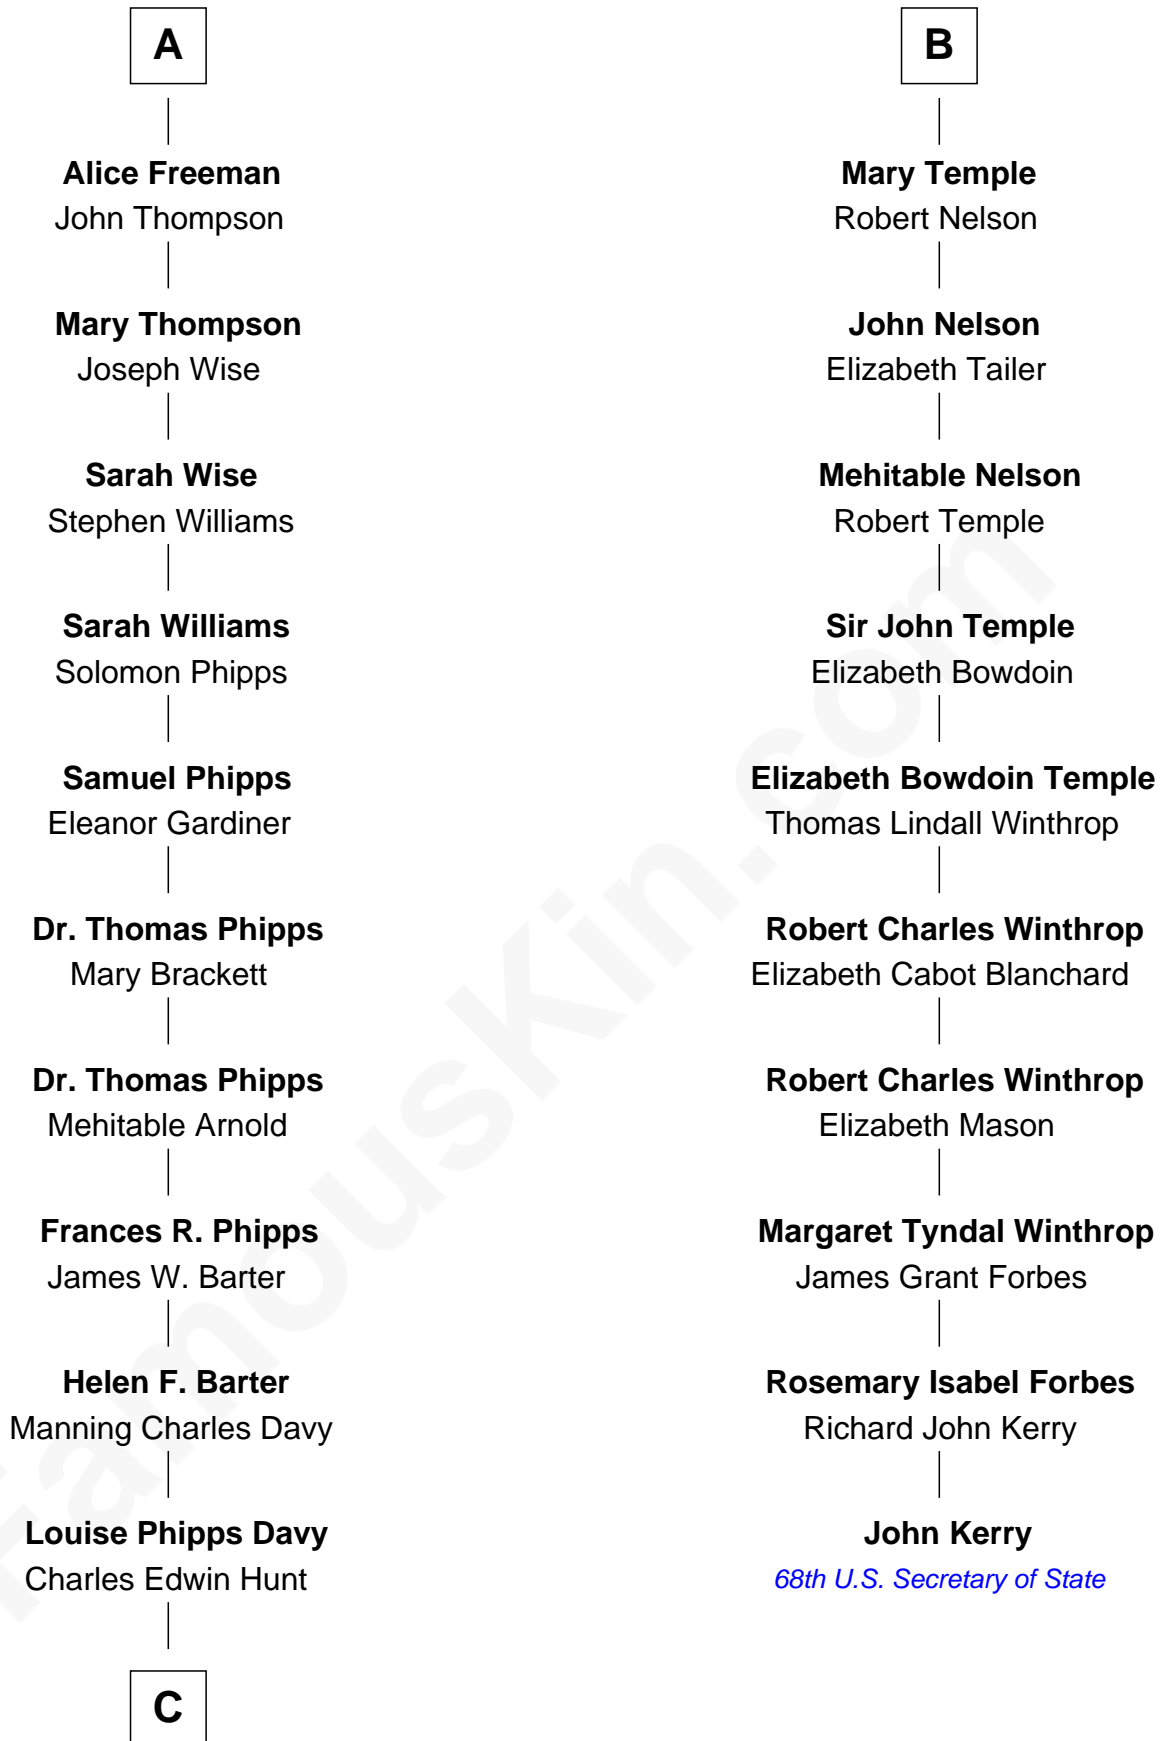 A
Alice Freeman
John Thompson
Mary Thompson
Joseph Wise
Sarah Wise
Stephen Williams
Sarah Williams
Solomon Phipps
Samuel Phipps
Eleanor Gardiner
Dr. Thomas Phipps
Mary Brackett
Dr. Thomas Phipps
Mehitable Arnold
Frances R. Phipps
James W. Barter
Helen F. Barter
Manning Charles Davy
Louise Phipps Davy
Charles Edwin Hunt
C
B
Mary Temple
Robert Nelson
John Nelson
Elizabeth Tailer
Mehitable Nelson
Robert Temple
Sir John Temple
Elizabeth Bowdoin
Elizabeth Bowdoin Temple
Thomas Lindall Winthrop
Robert Charles Winthrop
Elizabeth Cabot Blanchard
Robert Charles Winthrop
Elizabeth Mason
Margaret Tyndal Winthrop
James Grant Forbes
Rosemary Isabel Forbes
Richard John Kerry
John Kerry
68th U.S. Secretary of State
FamousKin.com